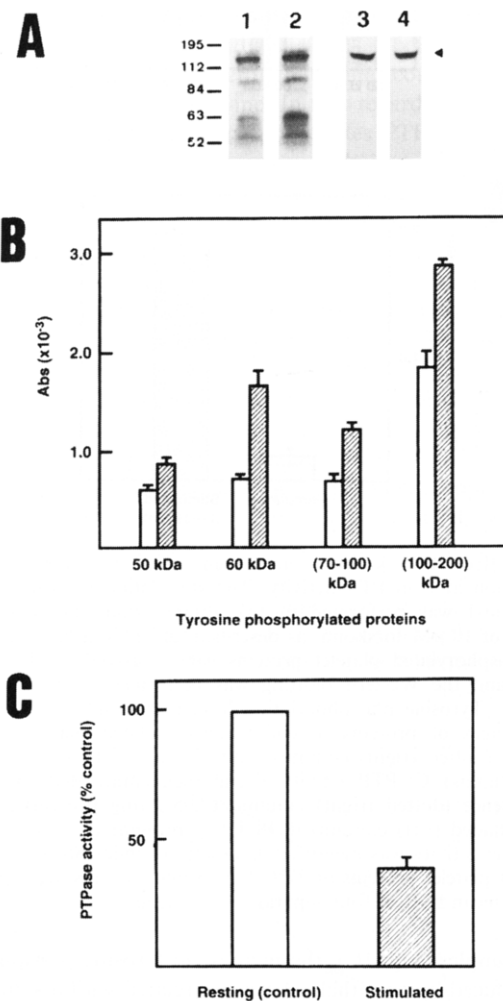 A
1 2 3 4
195
112
84
63
52
B
Abs (x10⁻³)
3.0
2.0
1.0
50 kDa 60 kDa (70-100) kDa (100-200) kDa
Tyrosine phosphorylated proteins
C
PTPase activity (% control)
100
50
Resting (control) Stimulated